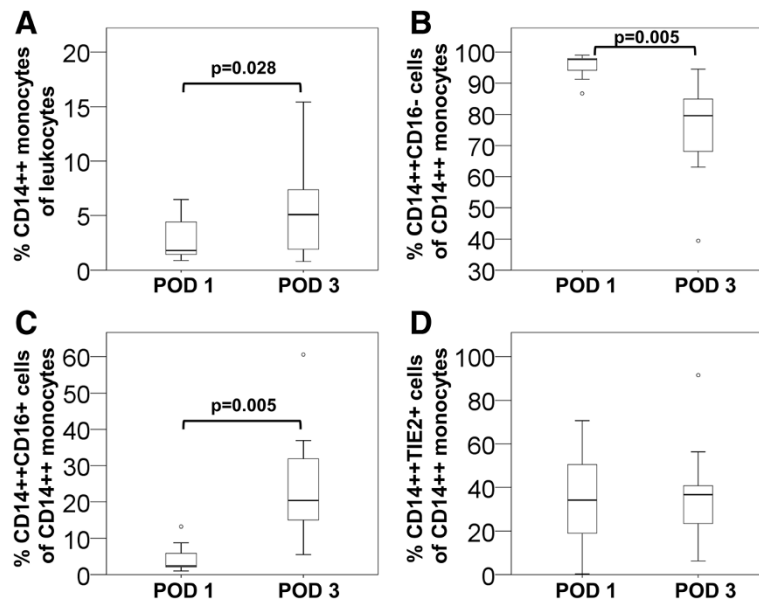 A
20
15
10
5
0
% CD14++ monocytes
of leukocytes
p=0.028
POD 1 POD 3
B
100
90
80
70
60
50
40
30
% CD14++CD16- cells
of CD14++ monocytes
p=0.005
POD 1 POD 3
C
60
50
40
30
20
10
0
% CD14++CD16+ cells
of CD14++ monocytes
p=0.005
POD 1 POD 3
D
100
80
60
40
20
0
% CD14++TIE2+ cells
of CD14++ monocytes
POD 1 POD 3